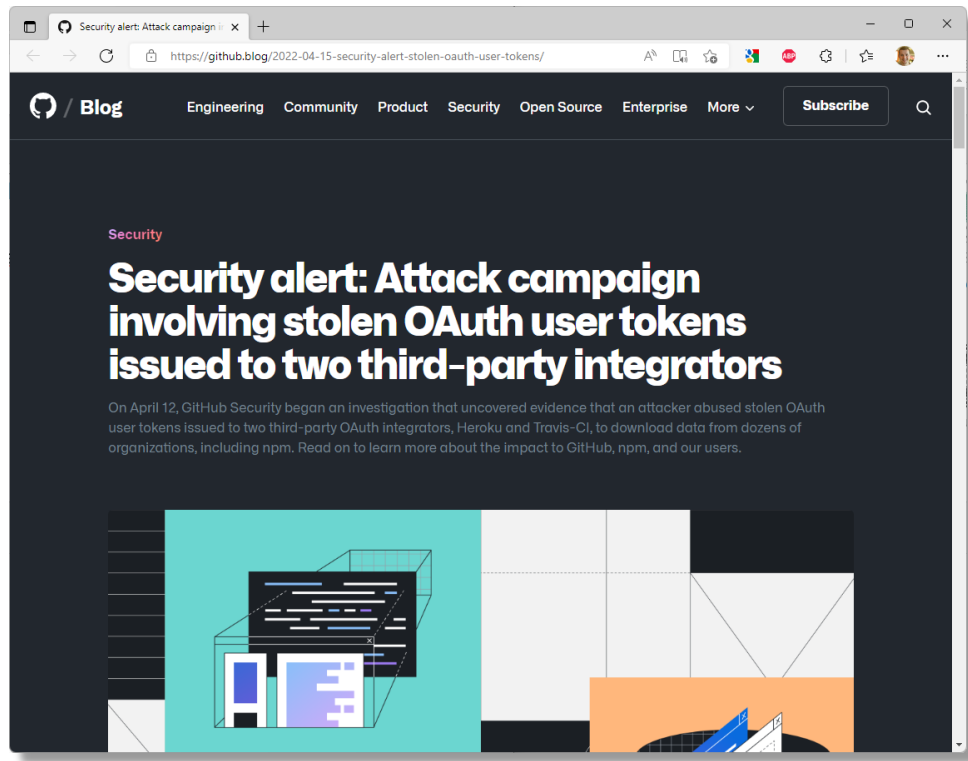 Security alert: Attack campaign in
https://github.blog/2022-04-15-security-alert-stolen-oauth-user-tokens/
ABP
/ Blog
Engineering Community Product Security Open Source Enterprise More
Subscribe
Security
Security alert: Attack campaign
involving stolen OAuth user tokens
issued to two third-party integrators
On April 12, GitHub Security began an investigation that uncovered evidence that an attacker abused stolen OAuth
user tokens issued to two third-party OAuth integrators, Heroku and Travis-CI, to download data from dozens of
organizations, including npm. Read on to learn more about the impact to GitHub, npm, and our users.